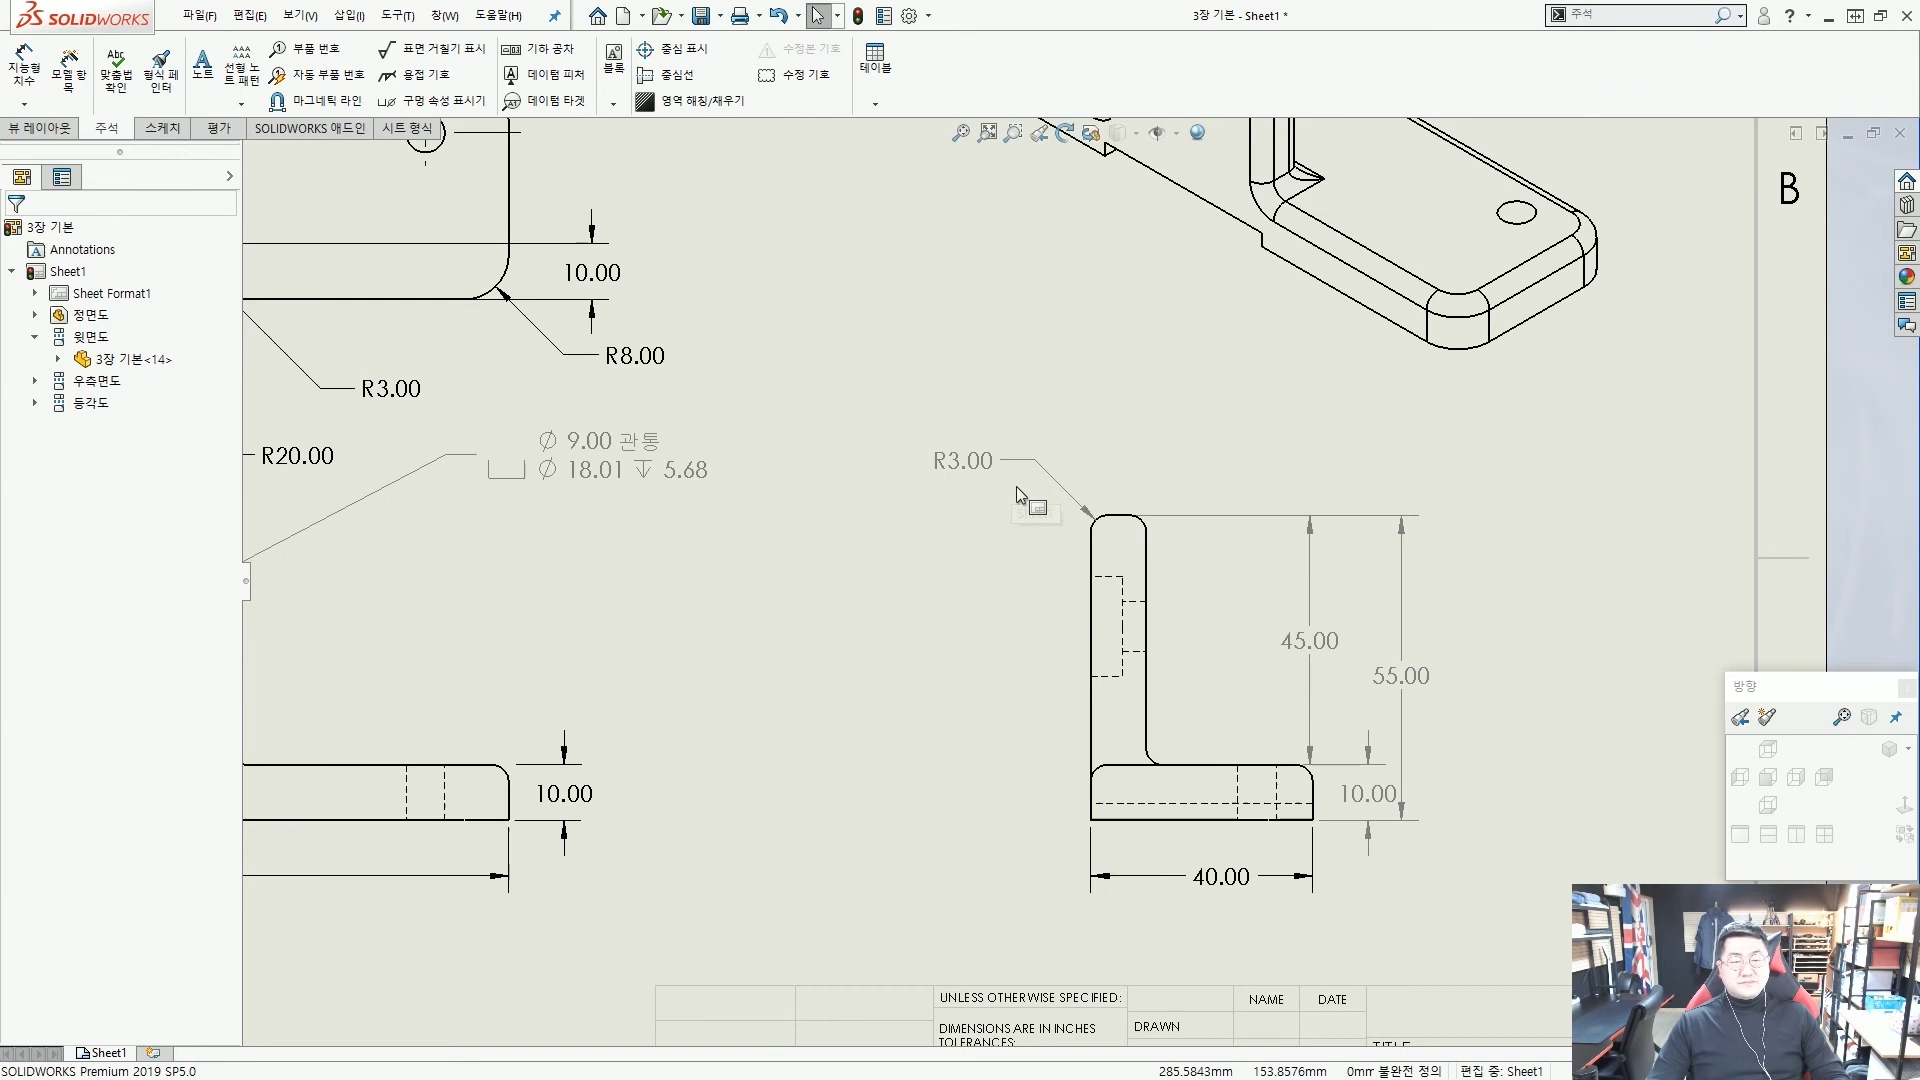 SOLIDWORKS
파일(F) 편집(E) 보기(V) 삽입(I) 도구(T) 창(W) 도움말(H)
3장 기본 - Sheet1 *
주석
지능형 치수
모델 항목
맞춤법 확인
형식 페인터
노트
선형 노트 패턴
부품 번호
자동 부품 번호
마그네틱 라인
표면 거칠기 표시
용접 기호
구멍 속성 표시기
기하 공차
데이텀 피처
데이텀 타겟
블록
중심 표시
중심선
영역 해칭/채우기
수정본 기호
수정 기호
테이블
뷰 레이아웃 주석 스케치 평가 SOLIDWORKS 애드인 시트 형식
3장 기본
Annotations
Sheet1
Sheet Format1
정면도
윗면도
3장 기본<14>
우측면도
등각도
B
10.00
R8.00
R3.00
R20.00
∅ 9.00 관통
⌴ ∅ 18.01 ↧ 5.68
R3.00
45.00
55.00
10.00
10.00
40.00
방향
UNLESS OTHERWISE SPECIFIED:
NAME DATE
DIMENSIONS ARE IN INCHES
TOLERANCES:
DRAWN
TITLE
Sheet1
SOLIDWORKS Premium 2019 SP5.0
285.5843mm 153.8576mm 0mm 불완전 정의 편집 중: Sheet1